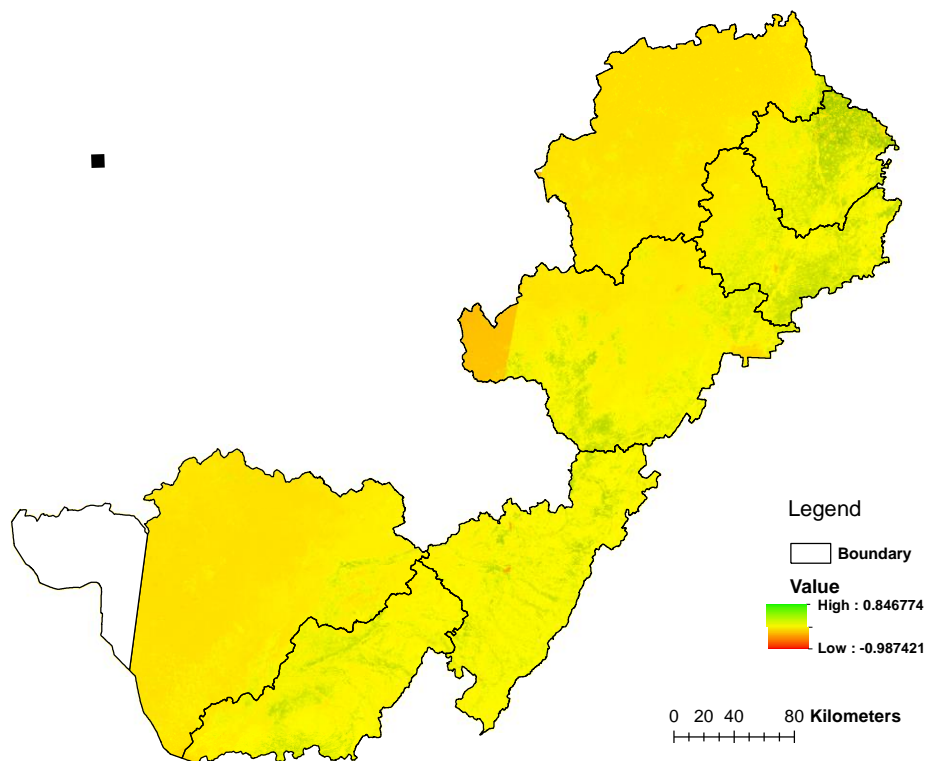 Legend
Boundary
Value
High : 0.846774
Low : -0.987421
0 20 40 80 Kilometers